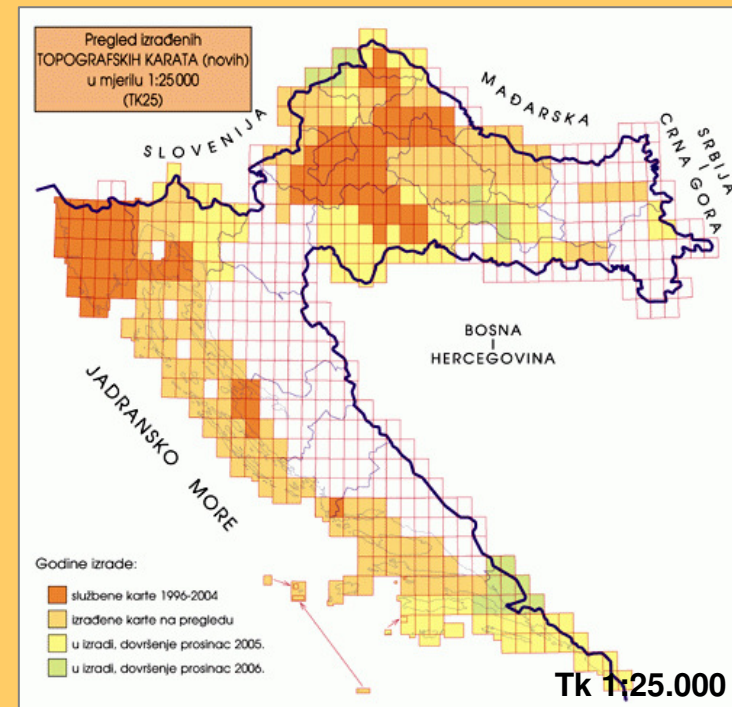 Pregled izrađenih
TOPOGRAFSKIH KARATA (novih)
u mjerilu 1:25000
(TK25)
SLOVENIJA
MAĐARSKA
SRBIJA
I
CRNA GORA
BOSNA
I
HERCEGOVINA
JADRANSKO MORE
Godine izrade:
službene karte 1996-2004
izrađene karte na pregledu
u izradi, dovršenje prosinac 2005.
u izradi, dovršenje prosinac 2006.
Tk 1:25.000